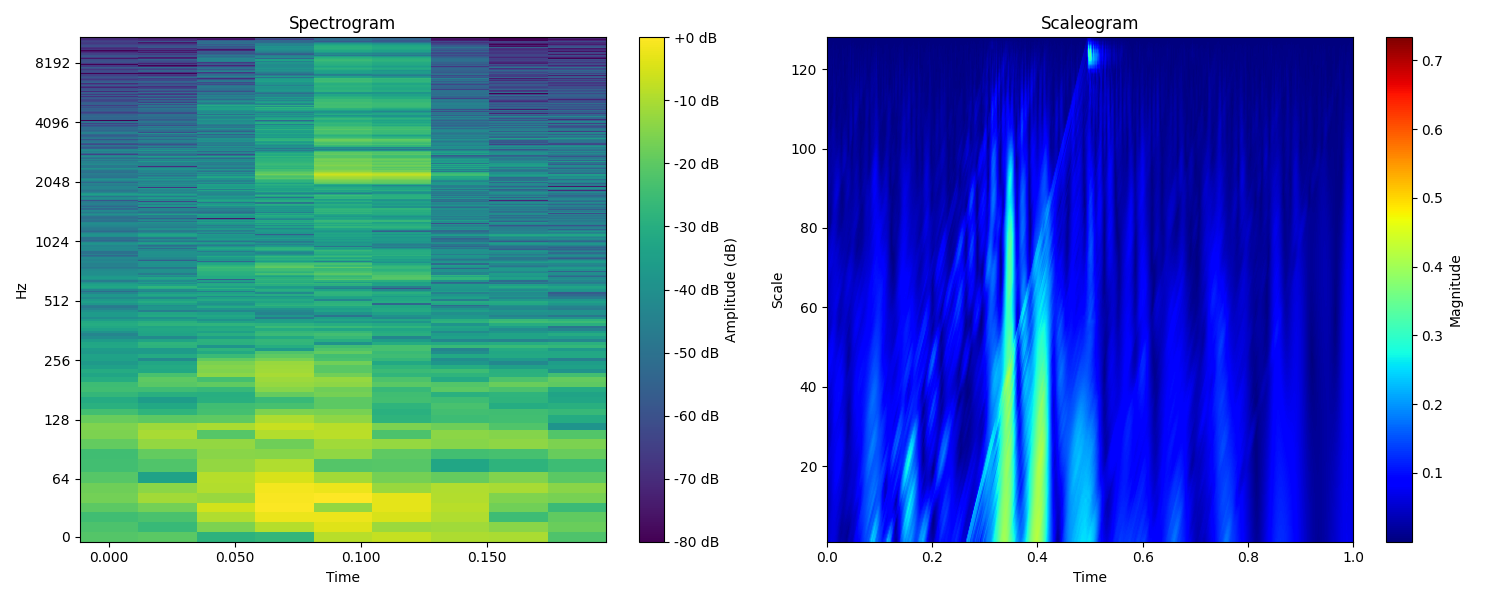 Spectrogram
Hz
8192
4096
2048
1024
512
256
128
64
0
0.000 0.050 0.100 0.150
Time
+0 dB
-10 dB
-20 dB
-30 dB
-40 dB
-50 dB
-60 dB
-70 dB
-80 dB
Amplitude (dB)
Scaleogram
Scale
120
100
80
60
40
20
0.0 0.2 0.4 0.6 0.8 1.0
Time
0.7
0.6
0.5
0.4
0.3
0.2
0.1
Magnitude